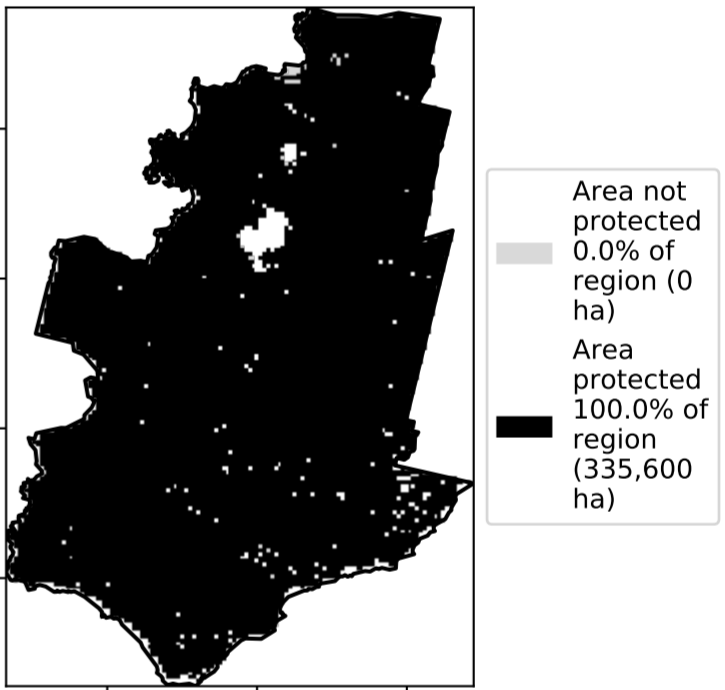 Area not
protected
0.0% of
region (0
ha)
Area
protected
100.0% of
region
(335,600
ha)